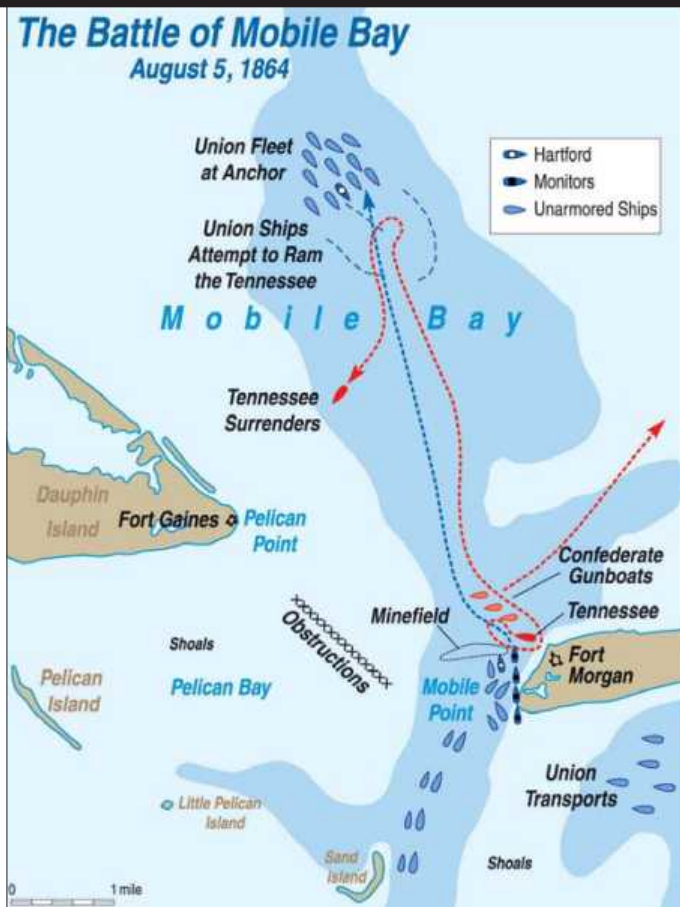 The Battle of Mobile Bay
August 5, 1864
Union Fleet
at Anchor
Hartford
Monitors
Unarmored Ships
Union Ships
Attempt to Ram
the Tennessee
Mobile Bay
Tennessee
Surrenders
Dauphin
Island
Fort Gaines
Pelican
Point
Confederate
Gunboats
Minefield
Tennessee
Obstructions
Shoals
Fort
Morgan
Pelican
Island
Pelican Bay
Mobile
Point
Union
Transports
Little Pelican
Island
Sand
Island
Shoals
0 1 mile